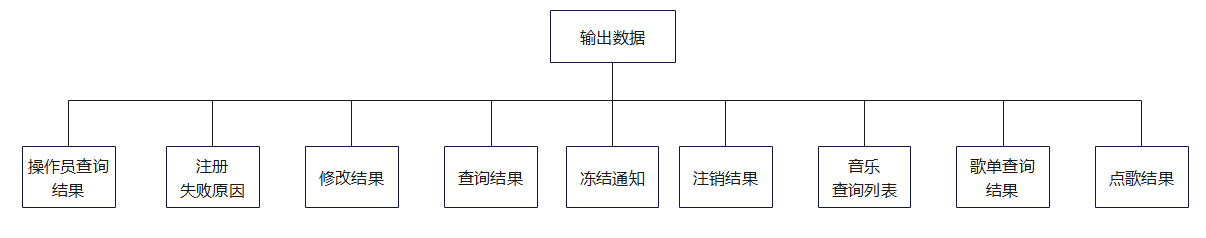 输出数据
操作员查询
结果
注册
失败原因
修改结果
查询结果
冻结通知
注销结果
音乐
查询列表
歌单查询
结果
点歌结果